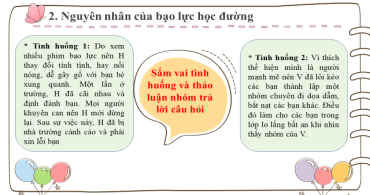 2. Nguyên nhân của bạo lực học đường
* Tình huống 1: Do xem
nhiều phim bạo lực nên H
thay đổi tính tình, hay nổi
nóng, dễ gây gổ với bạn bè
xung quanh. Một lần ở
trường, H đã cãi nhau và
định đánh bạn. Mọi người
khuyên can nên H mới dừng
lại. Sau sự việc này, H đã bị
nhà trường cảnh cáo và phải
xin lỗi bạn
Sắm vai tình
huống và thảo
luận nhóm trả
lời câu hỏi
* Tình huống 2: Vì thích
thể hiện mình là người
mạnh mẽ nên V đã lôi kéo
các bạn thành lập một
nhóm chuyên đi dọa dẫm,
bắt nạt các bạn khác. Điều
đó làm cho các bạn trong
lớp lo lắng bất an khi nhìn
thấy nhóm của V.